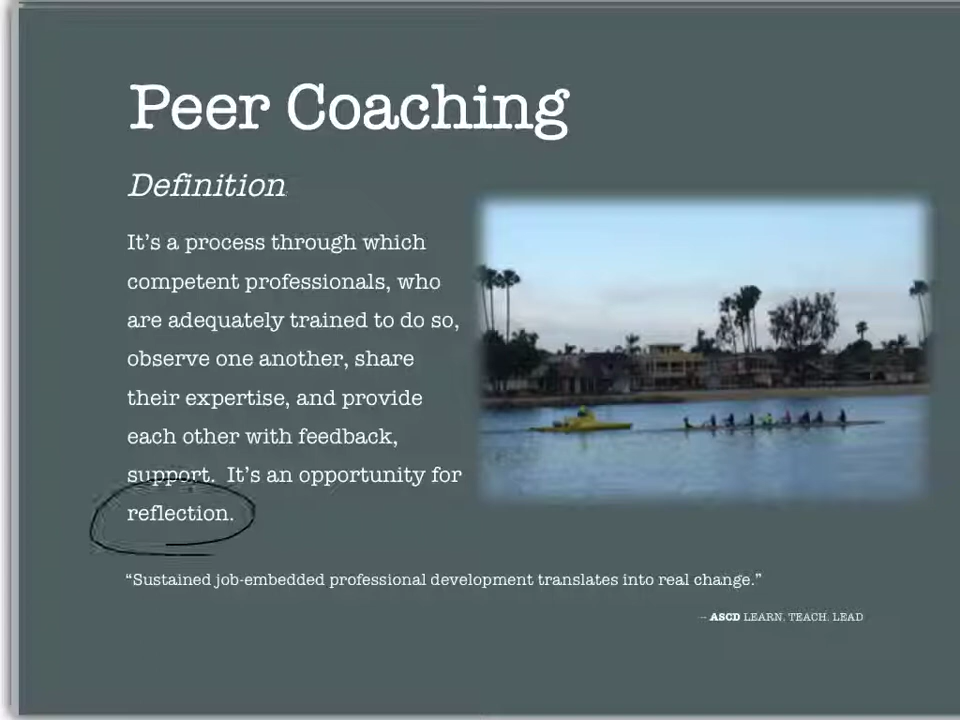 Peer Coaching
Definition
It's a process through which
competent professionals, who
are adequately trained to do so,
observe one another, share
their expertise, and provide
each other with feedback,
support.  It's an opportunity for
reflection.
“Sustained job-embedded professional development translates into real change.”
– ASCD LEARN. TEACH. LEAD